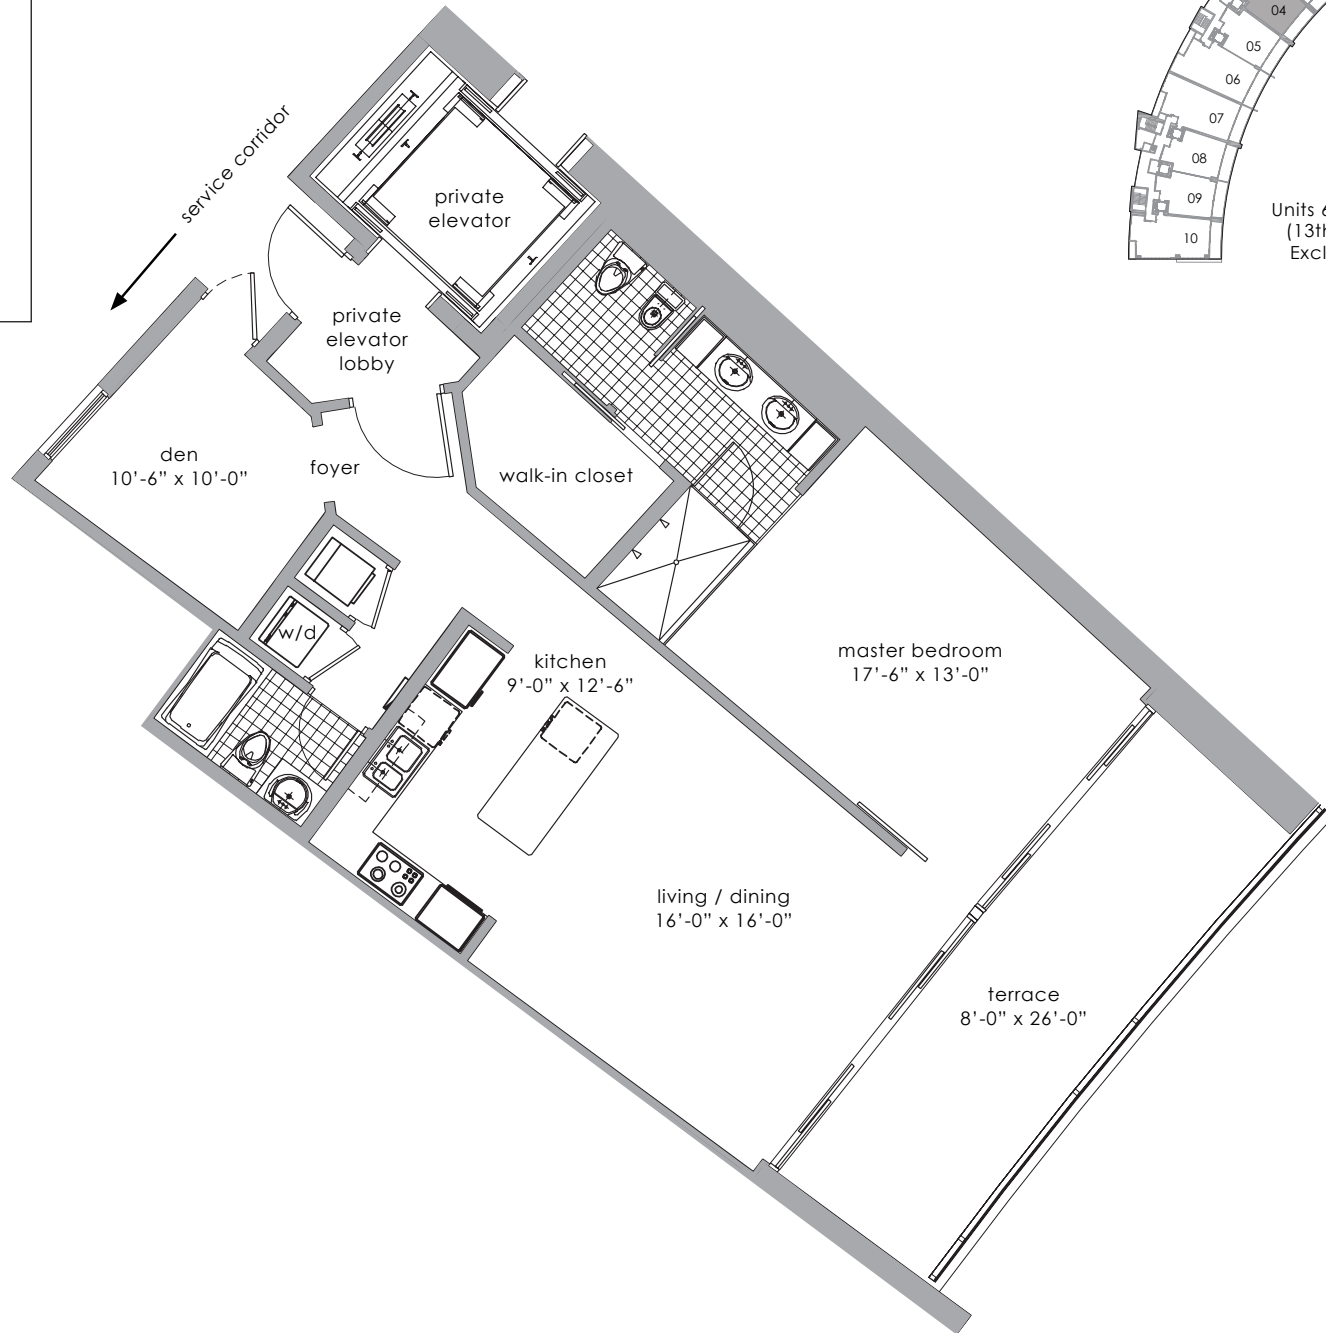 04
05
06
07
08
09
10
Units 6
(13th
Excl
service corridor
private
elevator
private
elevator
lobby
den
10’-6” x 10’-0”
foyer
walk-in closet
w/d
kitchen
9’-0” x 12’-6”
master bedroom
17’-6” x 13’-0”
living / dining
16’-0” x 16’-0”
terrace
8’-0” x 26’-0”